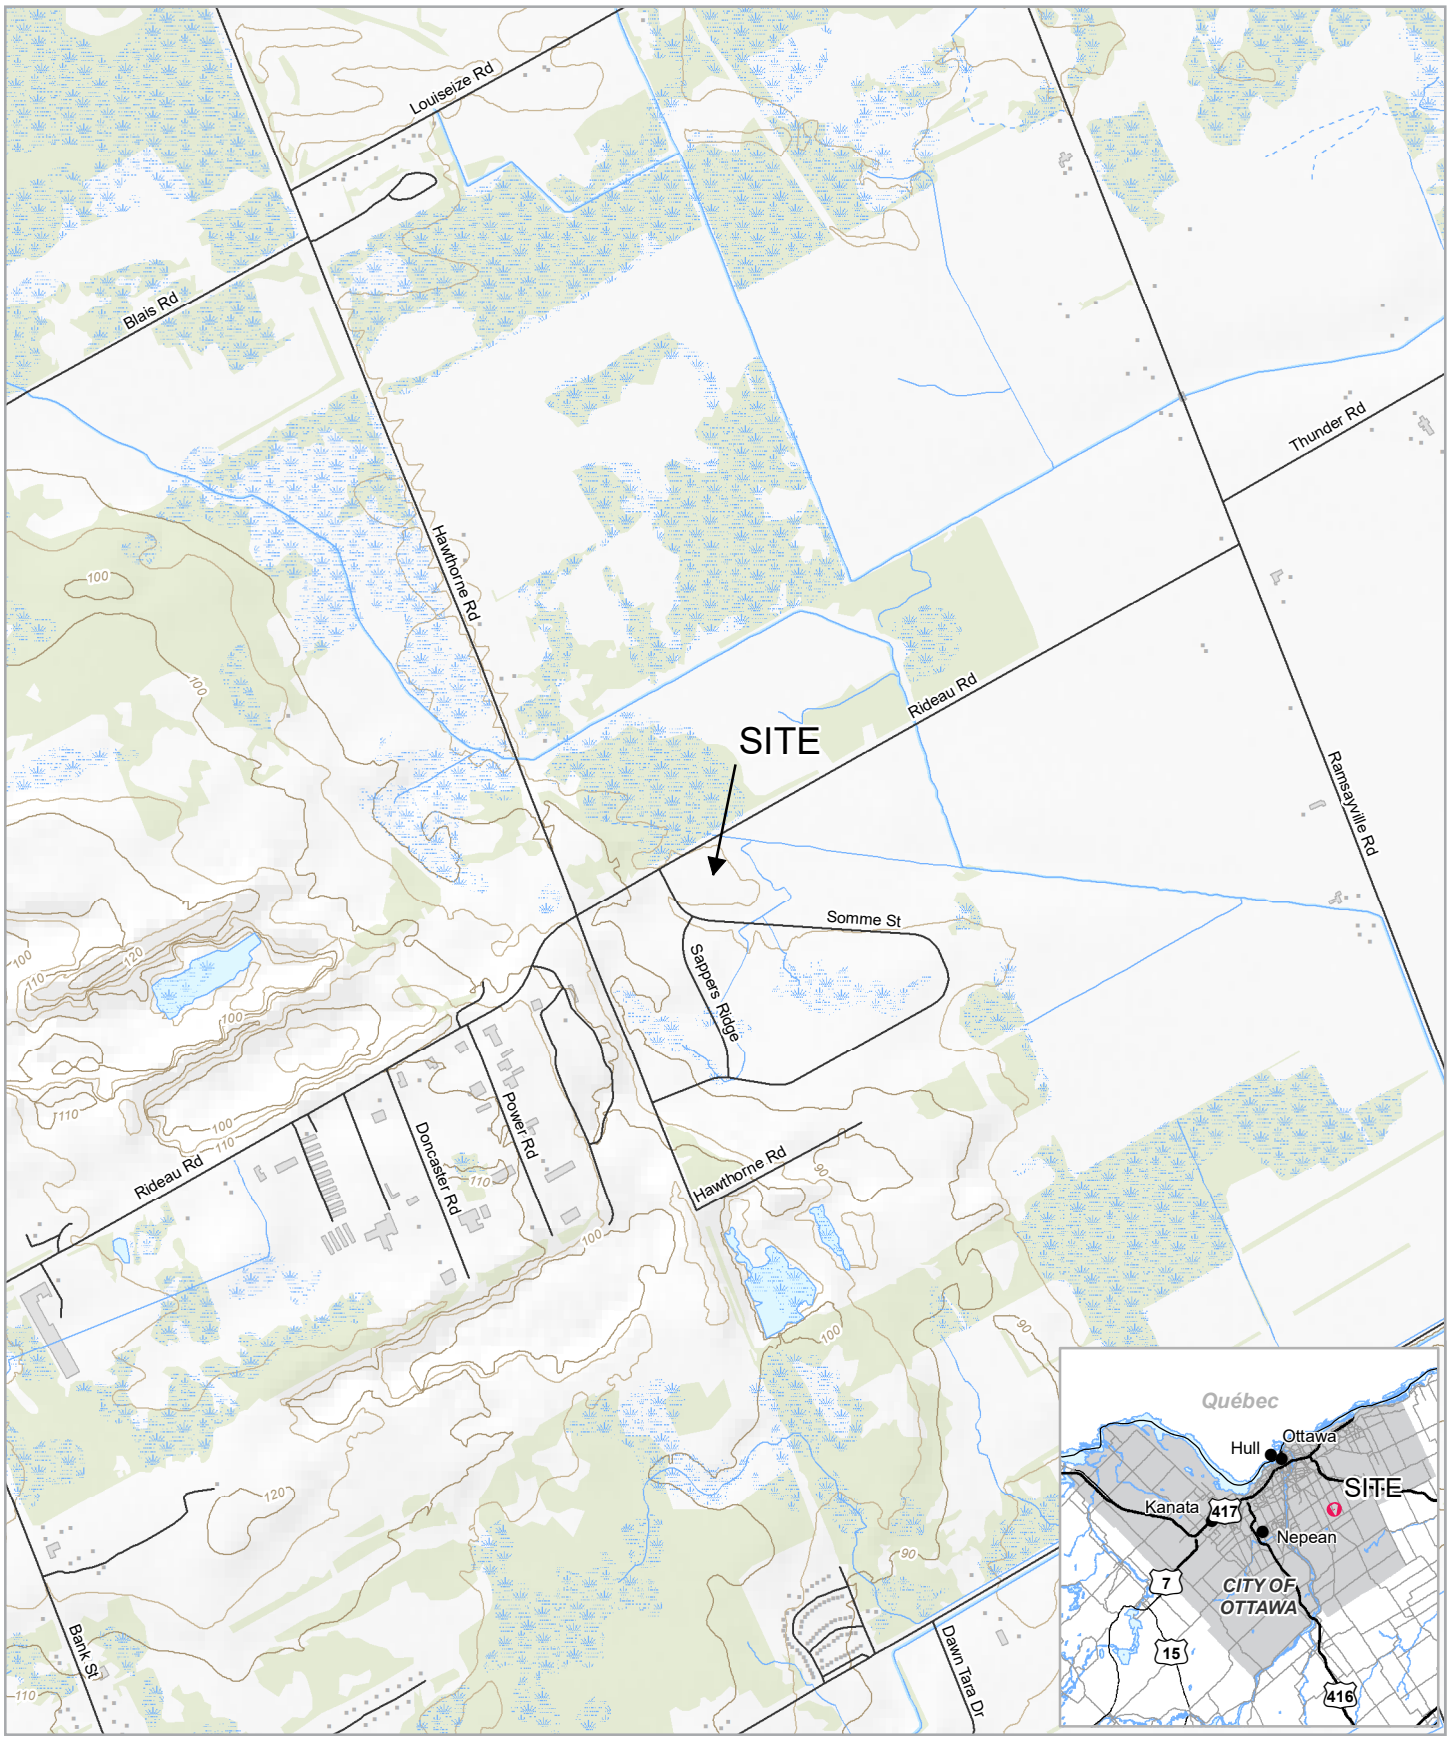 Louiseize Rd
Blais Rd
Thunder Rd
Hawthorne Rd
100
100
Rideau Rd
SITE
Ramsayville Rd
Somme St
Sappers Ridge
100
110
120
100
110
100
110
Power Rd
Doncaster Rd
110
Rideau Rd
Hawthorne Rd
90
100
100
90
120
90
Bank St
110
Dawn Tara Dr
Québec
Ottawa
Hull
SITE
Kanata
417
Nepean
7
CITY OF
OTTAWA
15
416